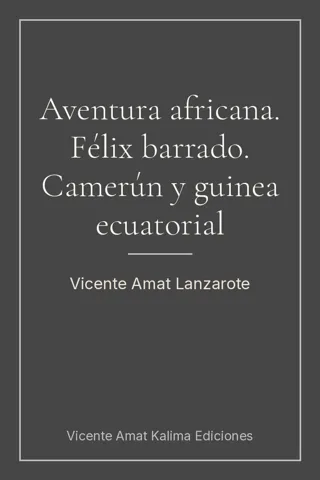 Aventura africana.
Félix barrado.
Camerún y guinea
ecuatorial
Vicente Amat Lanzarote
Vicente Amat Kalima Ediciones